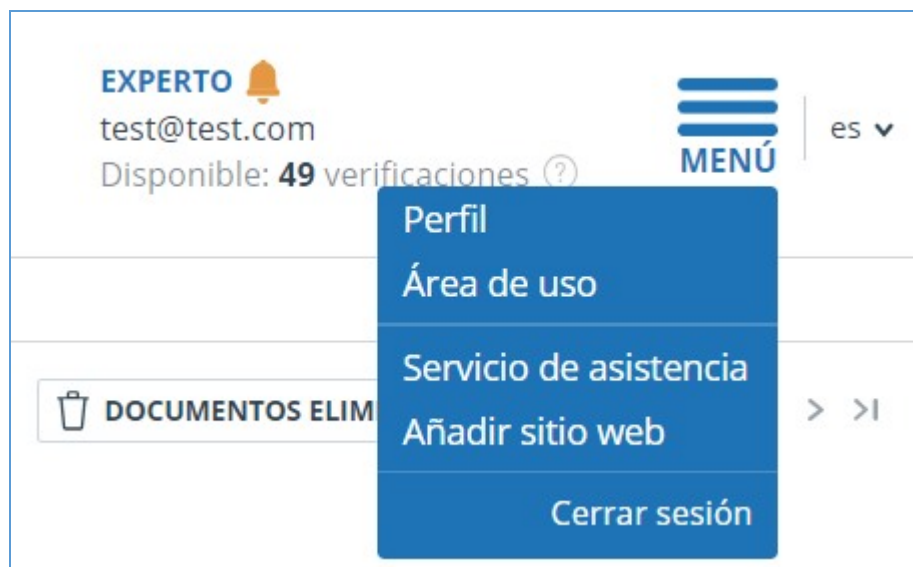 EXPERTO
test@test.com
Disponible: 49 verificaciones ?
MENÚ
es
Perfil
Área de uso
Servicio de asistencia
Añadir sitio web
Cerrar sesión
DOCUMENTOS ELIM